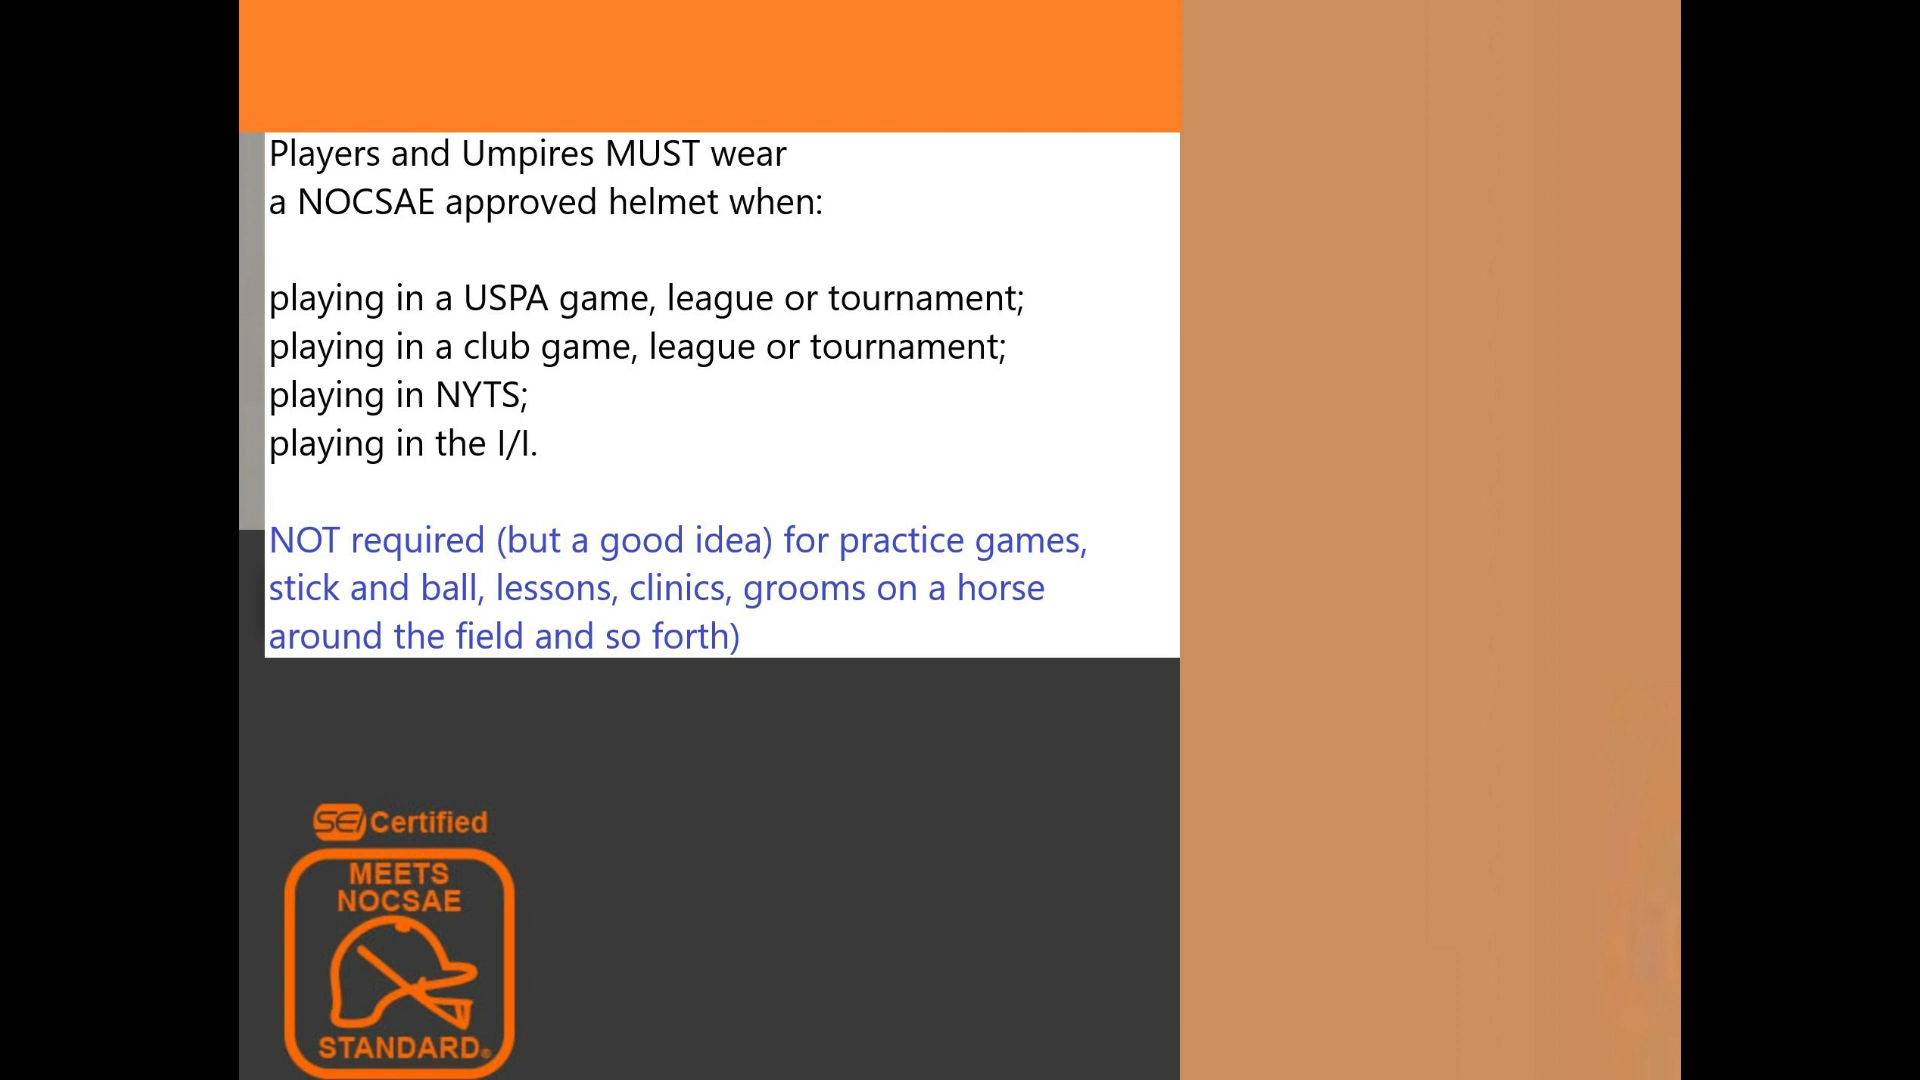 Players and Umpires MUST wear
a NOCSAE approved helmet when:
playing in a USPA game, league or tournament;
playing in a club game, league or tournament;
playing in NYTS;
playing in the I/I.
NOT required (but a good idea) for practice games,
stick and ball, lessons, clinics, grooms on a horse
around the field and so forth)
SEI Certified
MEETS
NOCSAE
STANDARD®